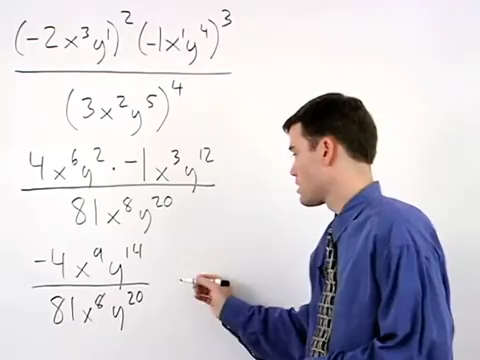 (-2x³y¹)²(-1x¹y⁴)³
(3x²y⁵)⁴
4x⁶y² · -1x³y¹²
81x⁸y²⁰
-4x⁹y¹⁴
81x⁸y²⁰